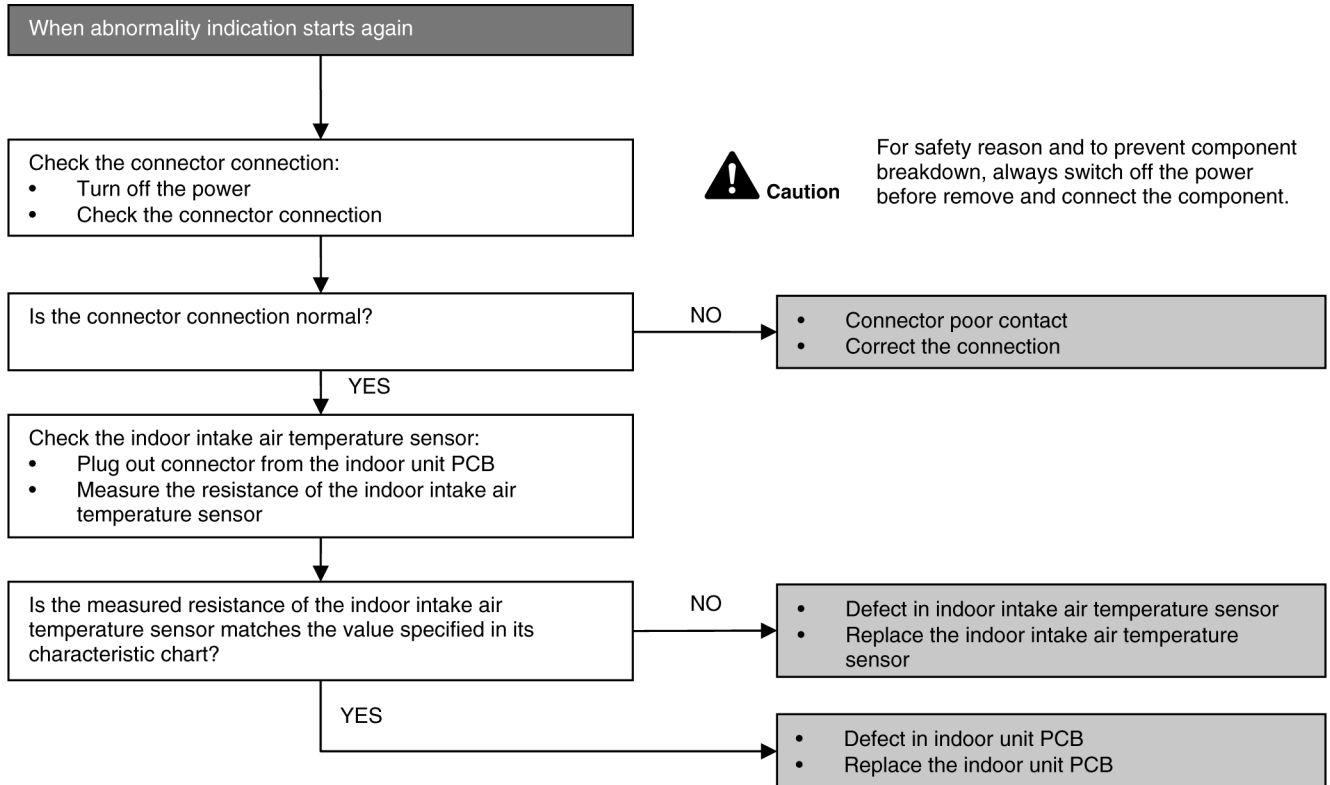 When abnormality indication starts again
Check the connector connection:
• Turn off the power
• Check the connector connection
Caution
For safety reason and to prevent component
breakdown, always switch off the power
before remove and connect the component.
Is the connector connection normal?
NO
• Connector poor contact
• Correct the connection
YES
Check the indoor intake air temperature sensor:
• Plug out connector from the indoor unit PCB
• Measure the resistance of the indoor intake air
temperature sensor
Is the measured resistance of the indoor intake air
temperature sensor matches the value specified in its
characteristic chart?
NO
• Defect in indoor intake air temperature sensor
• Replace the indoor intake air temperature
sensor
YES
• Defect in indoor unit PCB
• Replace the indoor unit PCB